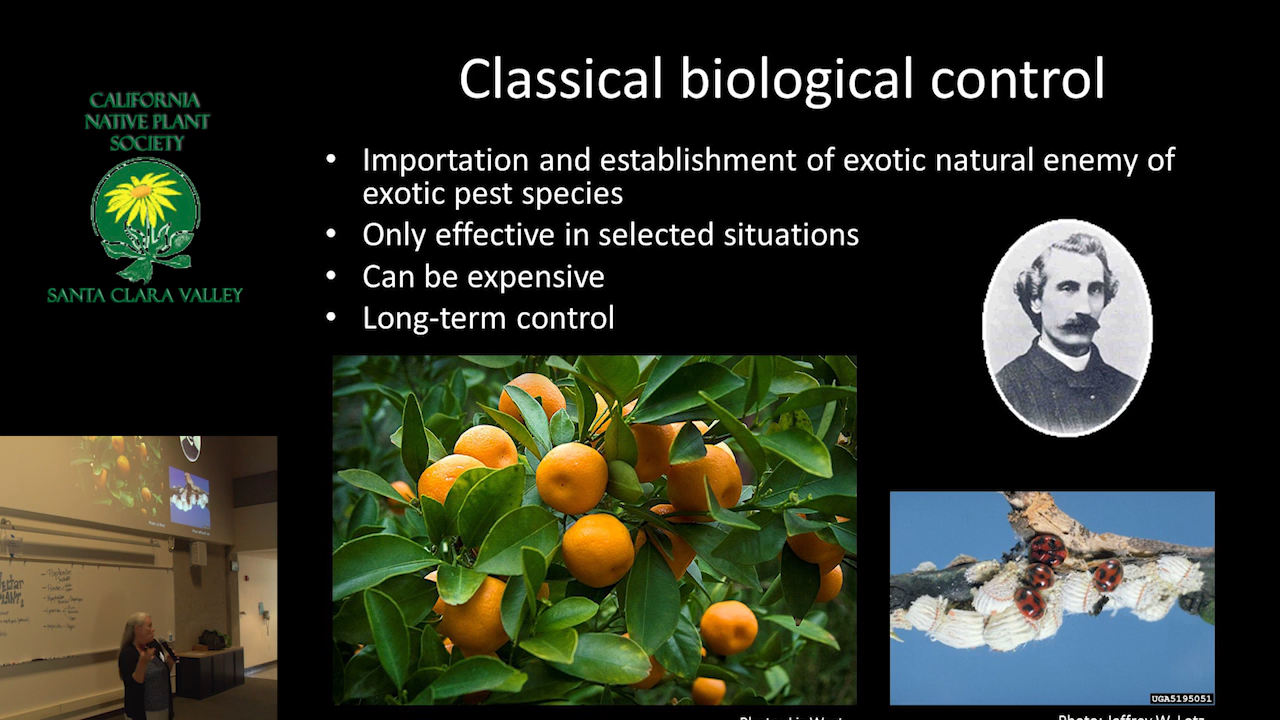 CALIFORNIA
NATIVE PLANT
SOCIETY
SANTA CLARA VALLEY
Classical biological control
• Importation and establishment of exotic natural enemy of
exotic pest species
• Only effective in selected situations
• Can be expensive
• Long-term control
UGA5195051
Photo: Jeffrey W. Lotz